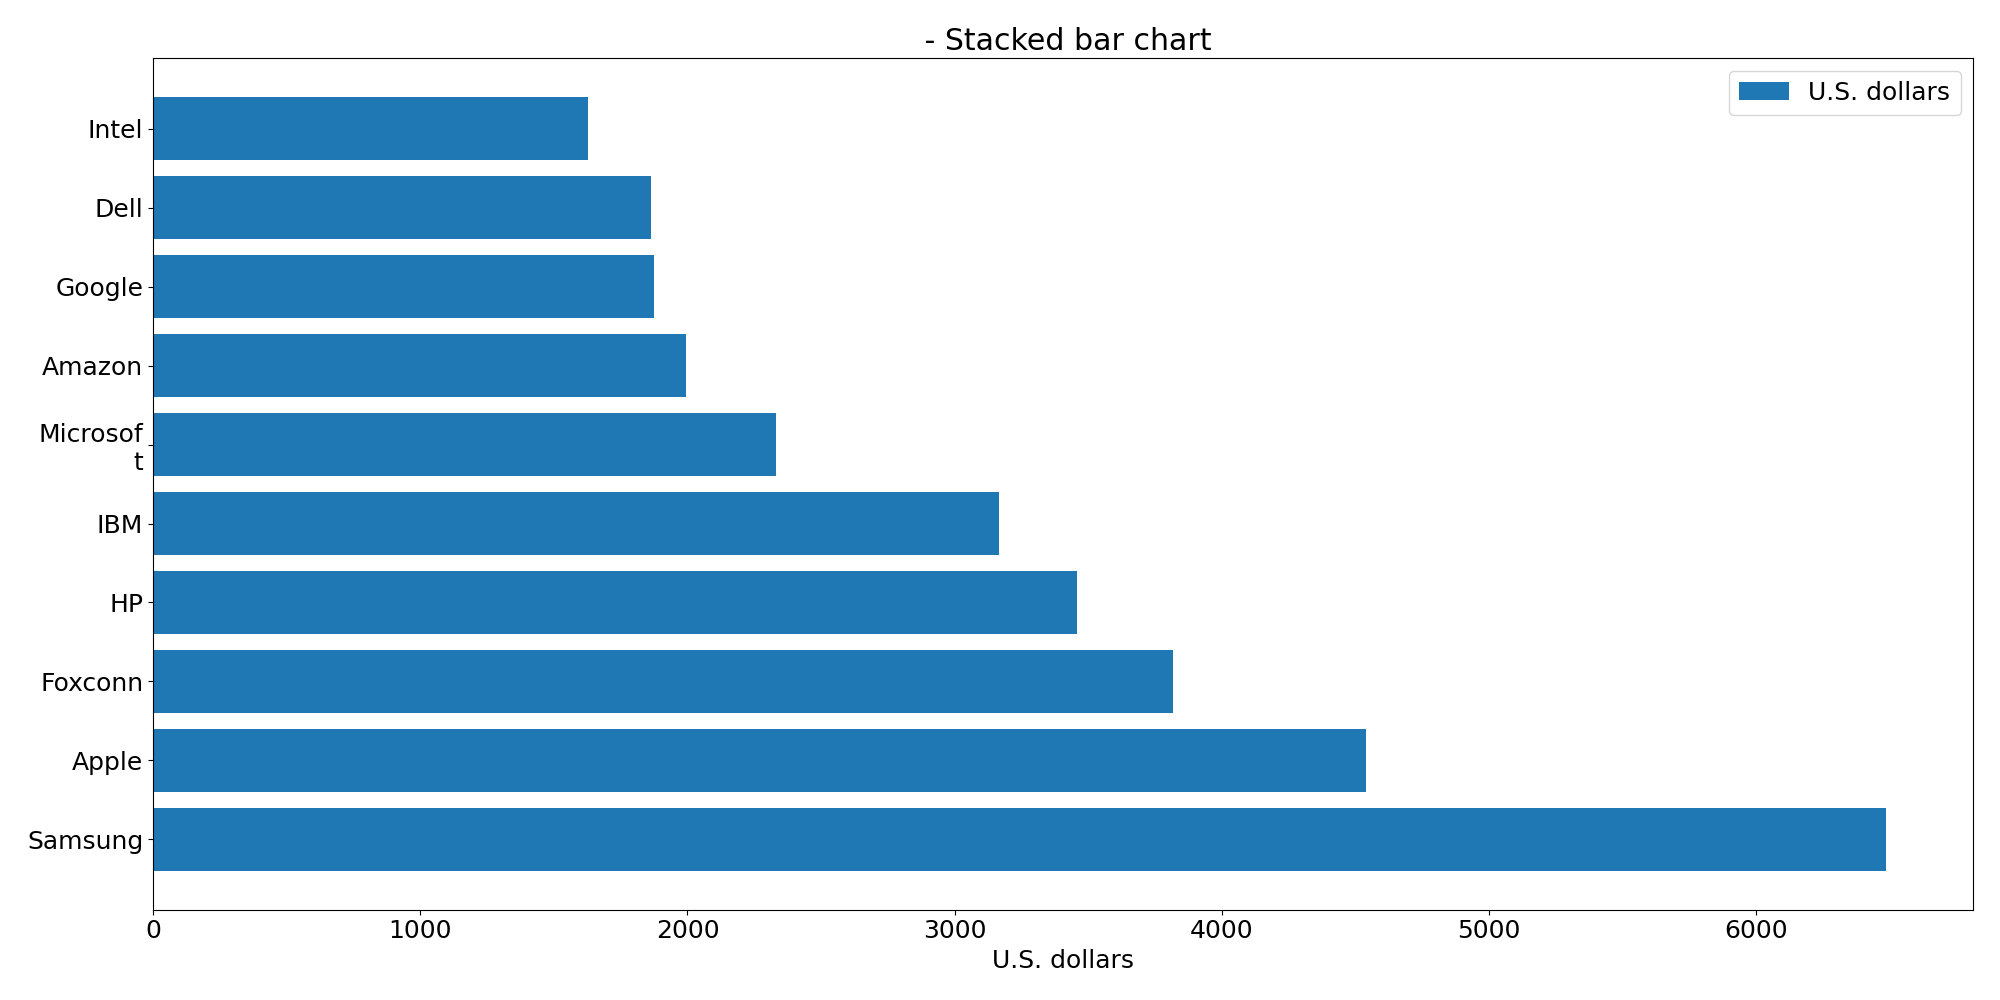 - Stacked bar chart
U.S. dollars
Intel
Dell
Google
Amazon
Microsof
t
IBM
HP
Foxconn
Apple
Samsung
0 1000 2000 3000 4000 5000 6000
U.S. dollars